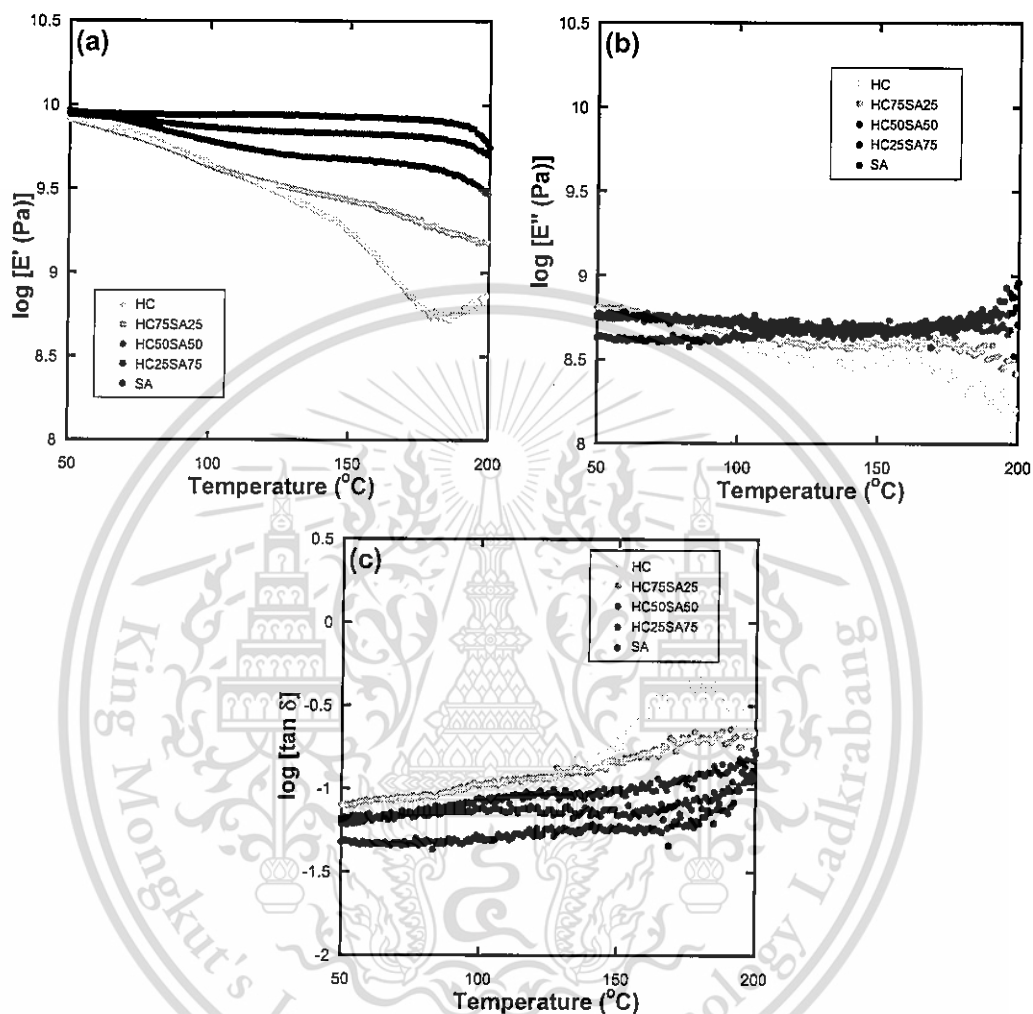 (a)
10.5
10
9.5
9
8.5
8
log [E' (Pa)]
HC
HC75SA25
HC50SA50
HC25SA75
SA
50
100
150
200
Temperature (°C)
(b)
10.5
10
9.5
9
8.5
8
log [E" (Pa)]
HC
HC75SA25
HC50SA50
HC25SA75
SA
50
100
150
200
Temperature (°C)
(c)
0.5
0
-0.5
-1
-1.5
-2
log [tan δ]
HC
HC75SA25
HC50SA50
HC25SA75
SA
50
100
150
200
Temperature (°C)
King Mongkut's
Ladkrabang